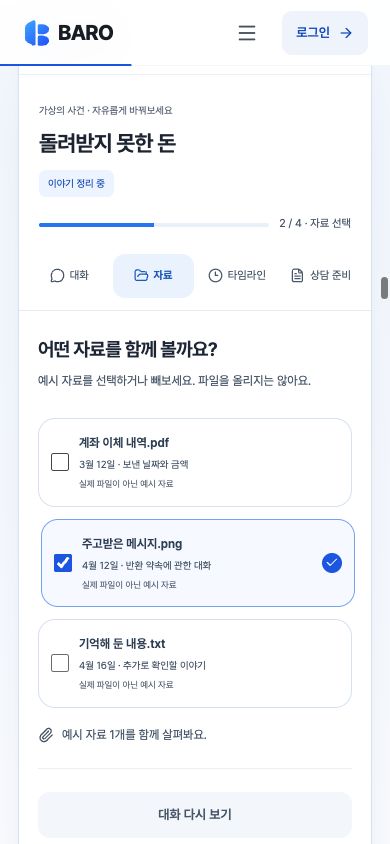 BARO
로그인
가상의 사건 · 자유롭게 바꿔보세요
돌려받지 못한 돈
이야기 정리 중
2 / 4 · 자료 선택
대화
자료
타임라인
상담 준비
어떤 자료를 함께 볼까요?
예시 자료를 선택하거나 빼보세요. 파일을 올리지는 않아요.
계좌 이체 내역.pdf
3월 12일 · 보낸 날짜와 금액
실제 파일이 아닌 예시 자료
주고받은 메시지.png
4월 12일 · 반환 약속에 관한 대화
실제 파일이 아닌 예시 자료
기억해 둔 내용.txt
4월 16일 · 추가로 확인할 이야기
실제 파일이 아닌 예시 자료
예시 자료 1개를 함께 살펴봐요.
대화 다시 보기